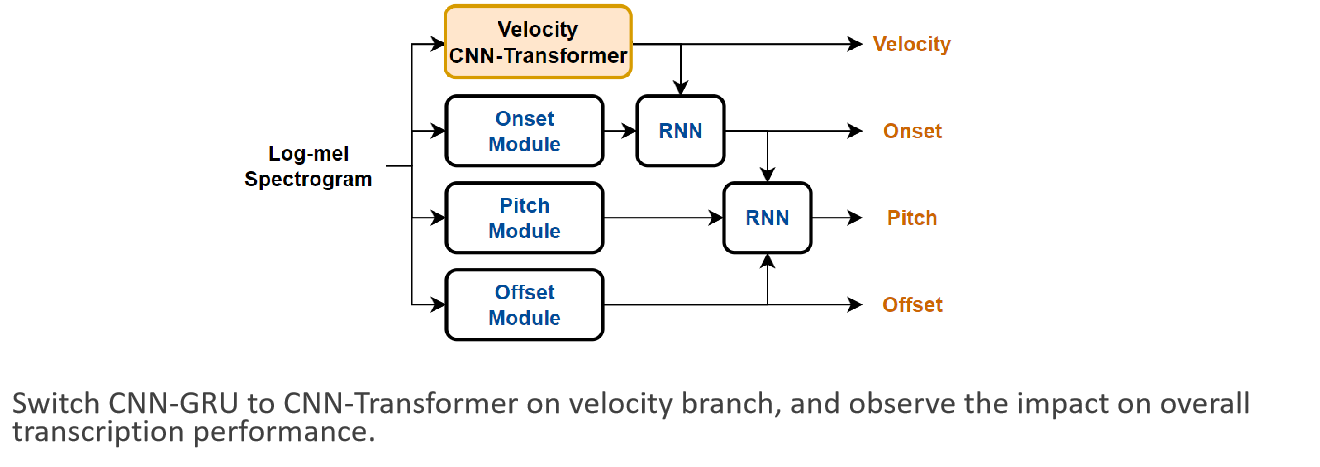 Velocity
CNN-Transformer
Velocity
Onset
Module
RNN
Onset
Log-mel
Spectrogram
Pitch
Module
RNN
Pitch
Offset
Module
Offset
Switch CNN-GRU to CNN-Transformer on velocity branch, and observe the impact on overall
transcription performance.